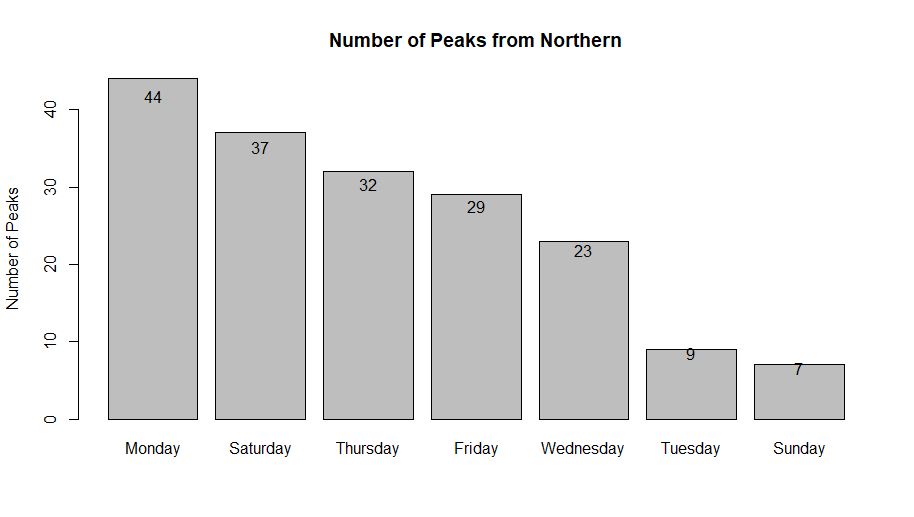 Number of Peaks from Northern
Number of Peaks
40
30
20
10
0
44
37
32
29
23
9
7
Monday
Saturday
Thursday
Friday
Wednesday
Tuesday
Sunday